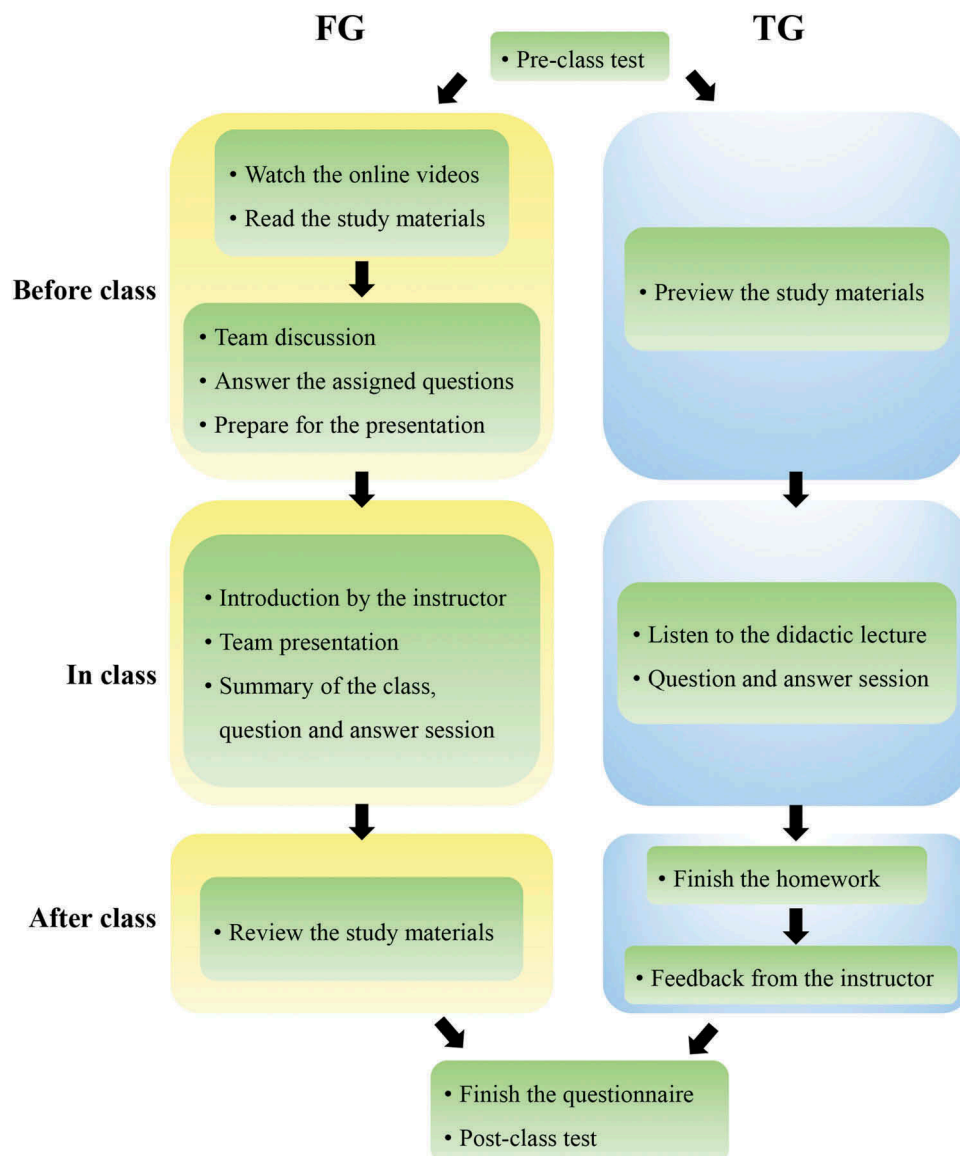 FG
TG
• Pre-class test
Before class
• Watch the online videos
• Read the study materials
• Team discussion
• Answer the assigned questions
• Prepare for the presentation
• Preview the study materials
In class
• Introduction by the instructor
• Team presentation
• Summary of the class,
question and answer session
• Listen to the didactic lecture
• Question and answer session
After class
• Review the study materials
• Finish the homework
• Feedback from the instructor
• Finish the questionnaire
• Post-class test